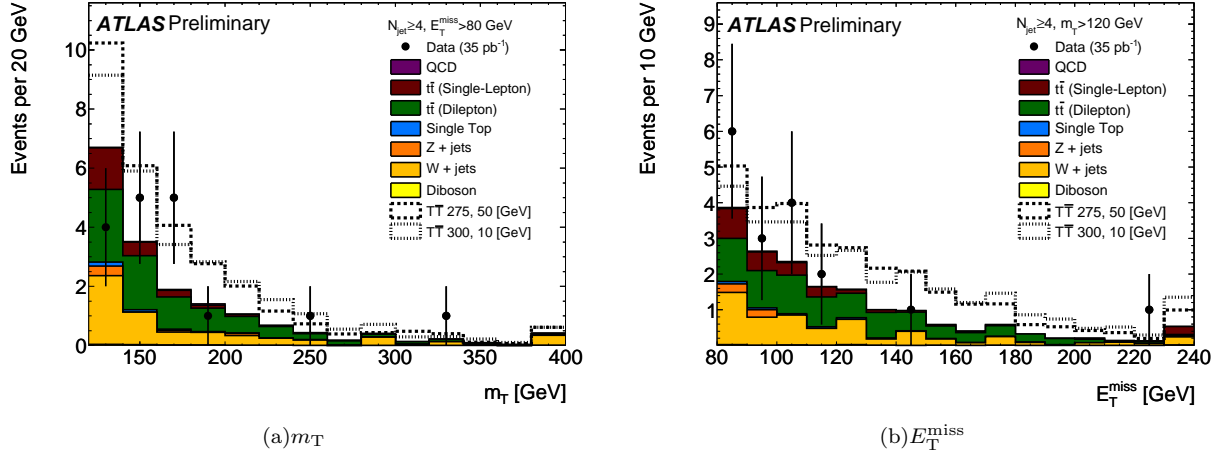 ATLAS Preliminary
N_jet≥4, E_T^miss>80 GeV
Data (35 pb⁻¹)
QCD
tt̄ (Single-Lepton)
tt̄ (Dilepton)
Single Top
Z + jets
W + jets
Diboson
TT̄ 275, 50 [GeV]
TT̄ 300, 10 [GeV]
Events per 20 GeV
10
8
6
4
2
0
150 200 250 300 350 400
m_T [GeV]
(a) m_T
ATLAS Preliminary
N_jet≥4, m_T>120 GeV
Data (35 pb⁻¹)
QCD
tt̄ (Single-Lepton)
tt̄ (Dilepton)
Single Top
Z + jets
W + jets
Diboson
TT̄ 275, 50 [GeV]
TT̄ 300, 10 [GeV]
Events per 10 GeV
9
8
7
6
5
4
3
2
1
80 100 120 140 160 180 200 220 240
E_T^miss [GeV]
(b) E_T^miss